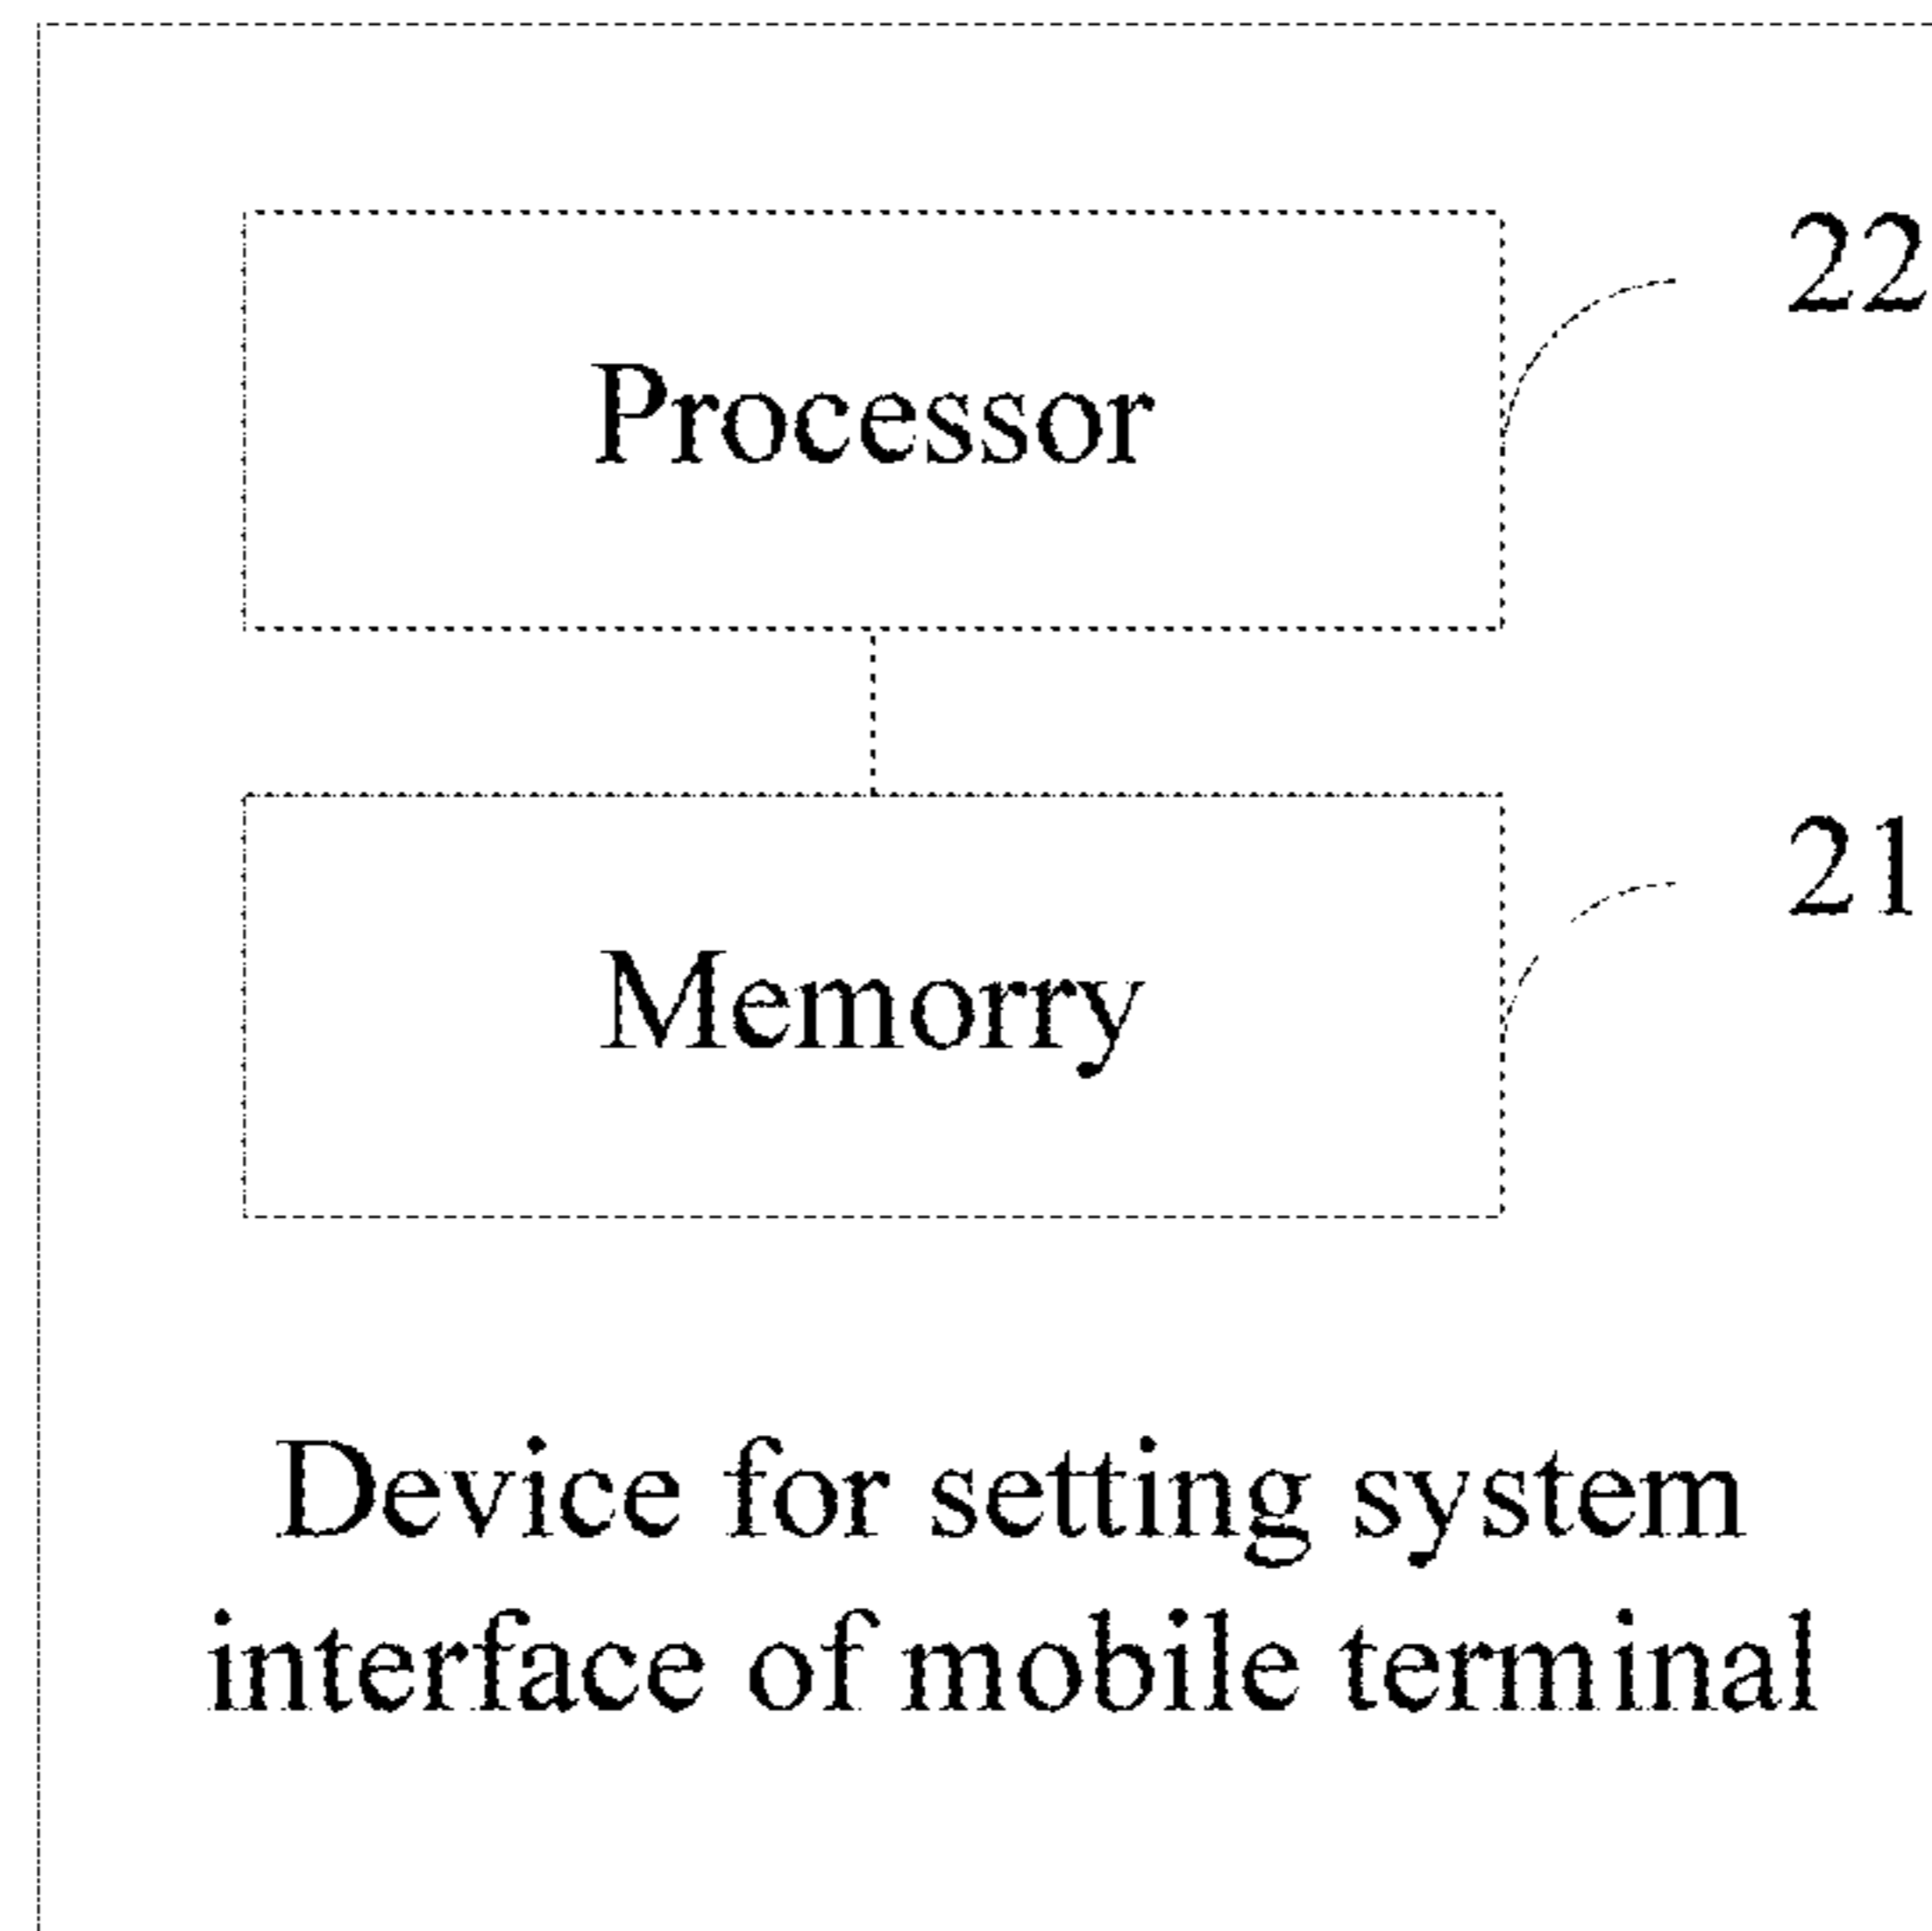 22
Processor
21
Memorry
Device for setting system
interface of mobile terminal